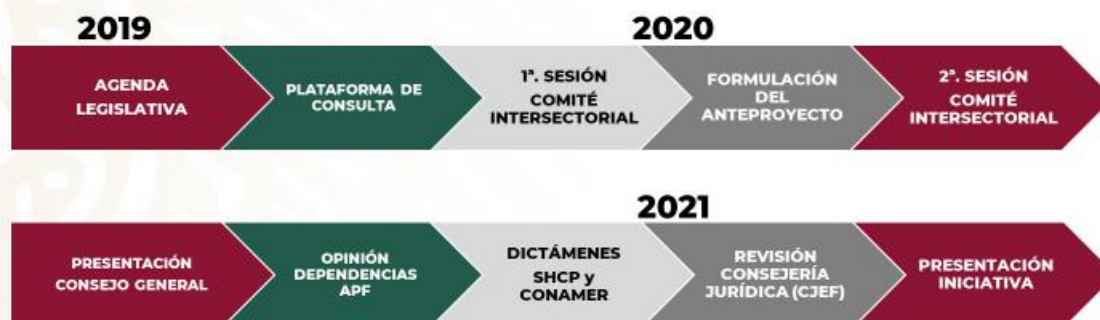 2019
2020
AGENDA
LEGISLATIVA
PLATAFORMA DE
CONSULTA
1ª. SESIÓN
COMITÉ
INTERSECTORIAL
FORMULACIÓN
DEL
ANTEPROYECTO
2ª. SESIÓN
COMITÉ
INTERSECTORIAL
2021
PRESENTACIÓN
CONSEJO GENERAL
OPINIÓN
DEPENDENCIAS
APF
DICTÁMENES
SHCP y
CONAMER
REVISIÓN
CONSEJERÍA
JURÍDICA (CJEF)
PRESENTACIÓN
INICIATIVA